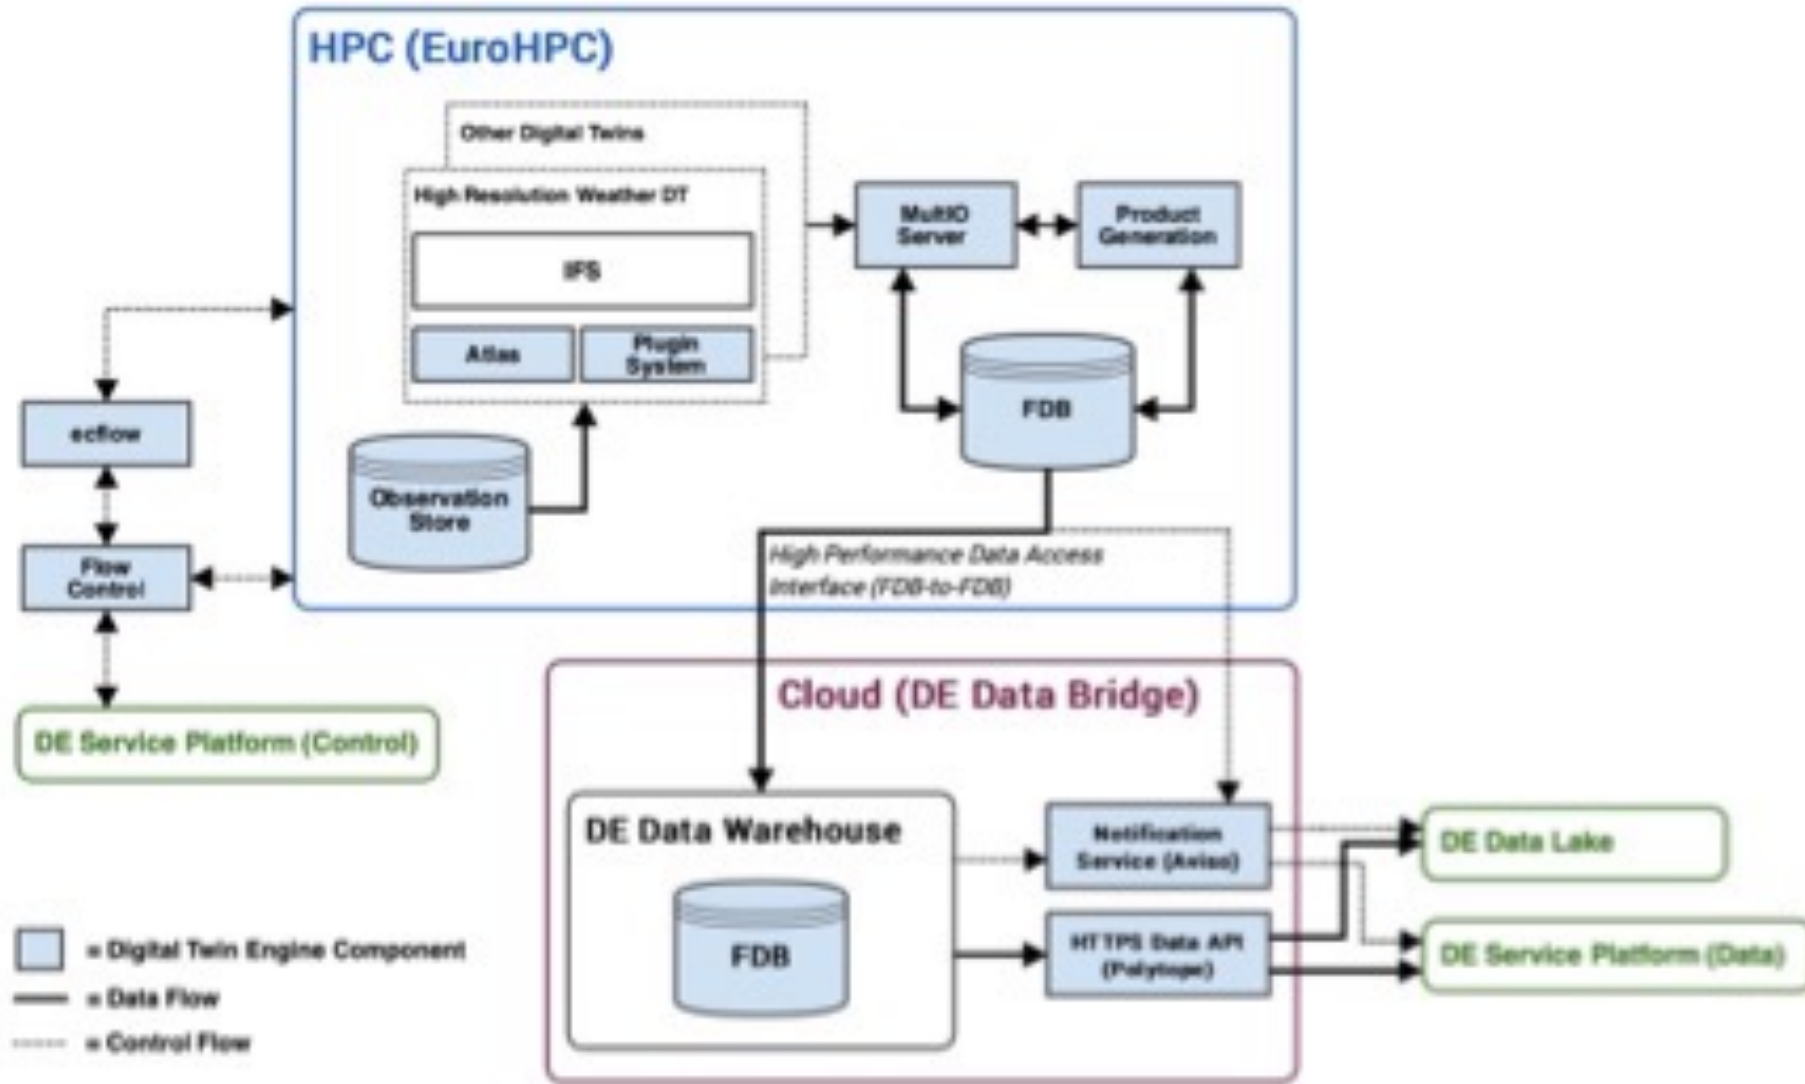 HPC (EuroHPC)
Other Digital Twins
High Resolution Weather DT
IFS
Atlas
Plugin
System
MultIO
Server
Product
Generation
FDB
Observation
Store
ecflow
Flow
Control
High Performance Data Access
Interface (FDB-to-FDB)
DE Service Platform (Control)
Cloud (DE Data Bridge)
DE Data Warehouse
FDB
Notification
Service (Aviso)
HTTPS Data API
(Polytope)
DE Data Lake
DE Service Platform (Data)
= Digital Twin Engine Component
= Data Flow
= Control Flow